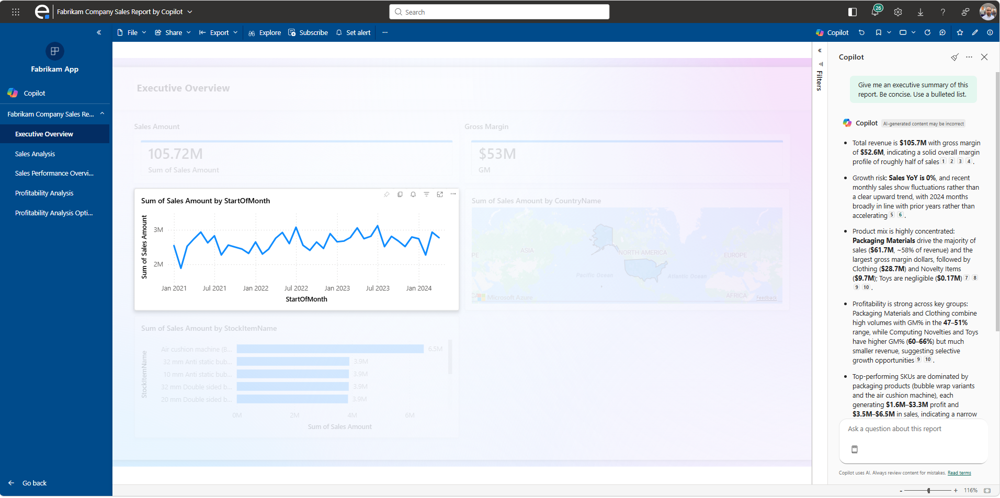 Fabrikam Company Sales Report by Copilot
Search
26
File
Share
Export
Explore
Subscribe
Set alert
Copilot
Fabrikam App
Copilot
Fabrikam Company Sales Re...
Executive Overview
Sales Analysis
Sales Performance Overvi...
Profitability Analysis
Profitability Analysis Opti...
Go back
Executive Overview
Sales Amount
105.72M
Sum of Sales Amount
Gross Margin
$53M
GM
Sum of Sales Amount by StartOfMonth
Sum of Sales Amount
3M
2M
Jan 2021 Jul 2021 Jan 2022 Jul 2022 Jan 2023 Jul 2023 Jan 2024
StartOfMonth
Sum of Sales Amount by CountryName
PE
ASIA
NORTH AMERICA
EUROPE
Pacific Ocean
Atlantic Ocean
CA
Microsoft Azure
AFRICA
Feedback
Sum of Sales Amount by StockItemName
StockItemName
Air cushion machine (B... 6.5M
32 mm Anti static bub... 3.9M
10 mm Anti static bub... 3.9M
32 mm Double sided b... 3.9M
20 mm Double sided b... 3.9M
0M 2M 4M 6M
Sum of Sales Amount
Filters
Copilot
Give me an executive summary of this
report. Be concise. Use a bulleted list.
Copilot AI-generated content may be incorrect
• Total revenue is $105.7M with gross margin
of $52.6M, indicating a solid overall margin
profile of roughly half of sales 1 2 3 4 .
• Growth risk: Sales YoY is 0%, and recent
monthly sales show fluctuations rather than
a clear upward trend, with 2024 months
broadly in line with prior years rather than
accelerating 5 6 .
• Product mix is highly concentrated:
Packaging Materials drive the majority of
sales ($61.7M, ~58% of revenue) and the
largest gross margin dollars, followed by
Clothing ($28.7M) and Novelty Items
($9.7M); Toys are negligible ($0.17M) 7 8
9 10 .
• Profitability is strong across key groups:
Packaging Materials and Clothing combine
high volumes with GM% in the 47–51%
range, while Computing Novelties and Toys
have higher GM% (60–66%) but much
smaller revenue, suggesting selective
growth opportunities 9 10 .
• Top-performing SKUs are dominated by
packaging products (bubble wrap variants
and the air cushion machine), each
generating $1.6M–$3.3M profit and
$3.5M–$6.5M in sales, indicating a narrow
Ask a question about this report
Copilot uses AI. Always review content for mistakes. Read terms
- + 116%